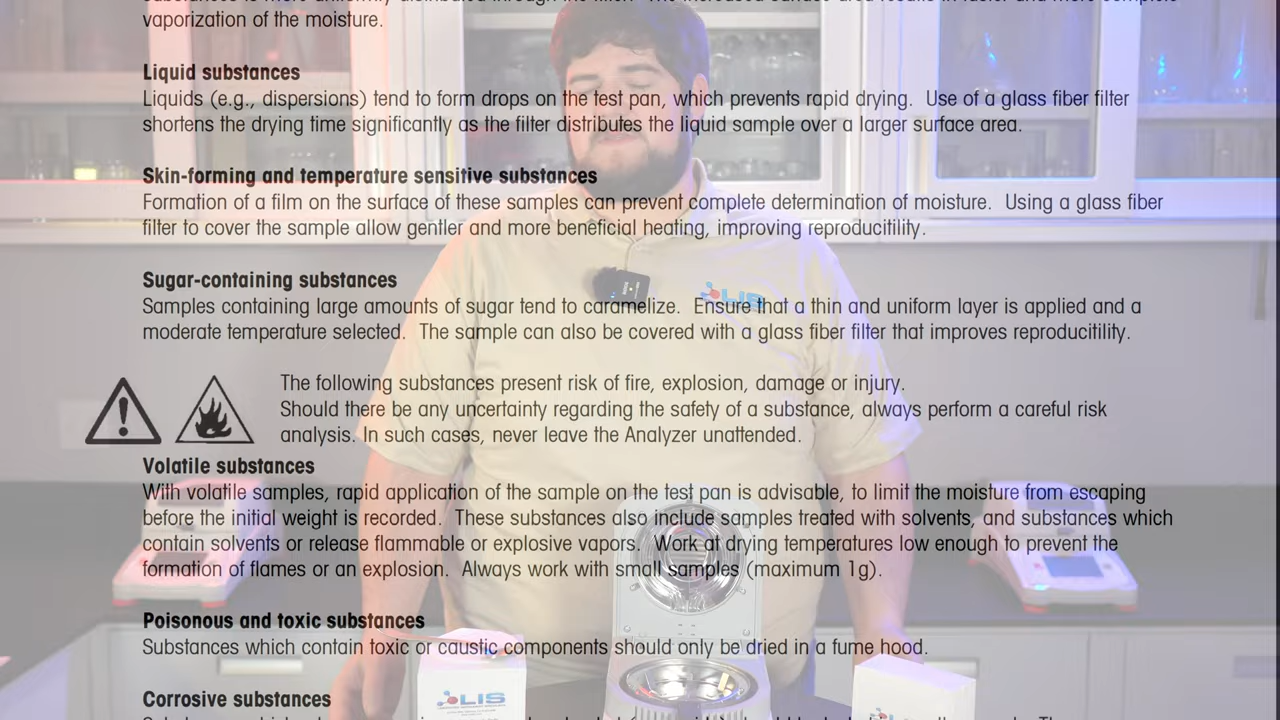 vaporization of the moisture.
Liquid substances
Liquids (e.g., dispersions) tend to form drops on the test pan, which prevents rapid drying. Use of a glass fiber filter
shortens the drying time significantly as the filter distributes the liquid sample over a larger surface area.
Skin-forming and temperature sensitive substances
Formation of a film on the surface of these samples can prevent complete determination of moisture. Using a glass fiber
filter to cover the sample allow gentler and more beneficial heating, improving reproducitility.
Sugar-containing substances
Samples containing large amounts of sugar tend to caramelize. Ensure that a thin and uniform layer is applied and a
moderate temperature selected. The sample can also be covered with a glass fiber filter that improves reproducitility.
The following substances present risk of fire, explosion, damage or injury.
Should there be any uncertainty regarding the safety of a substance, always perform a careful risk
analysis. In such cases, never leave the Analyzer unattended.
Volatile substances
With volatile samples, rapid application of the sample on the test pan is advisable, to limit the moisture from escaping
before the initial weight is recorded. These substances also include samples treated with solvents, and substances which
contain solvents or release flammable or explosive vapors. Work at drying temperatures low enough to prevent the
formation of flames or an explosion. Always work with small samples (maximum 1g).
Poisonous and toxic substances
Substances which contain toxic or caustic components should only be dried in a fume hood.
Corrosive substances
LIS
LIS
LIS